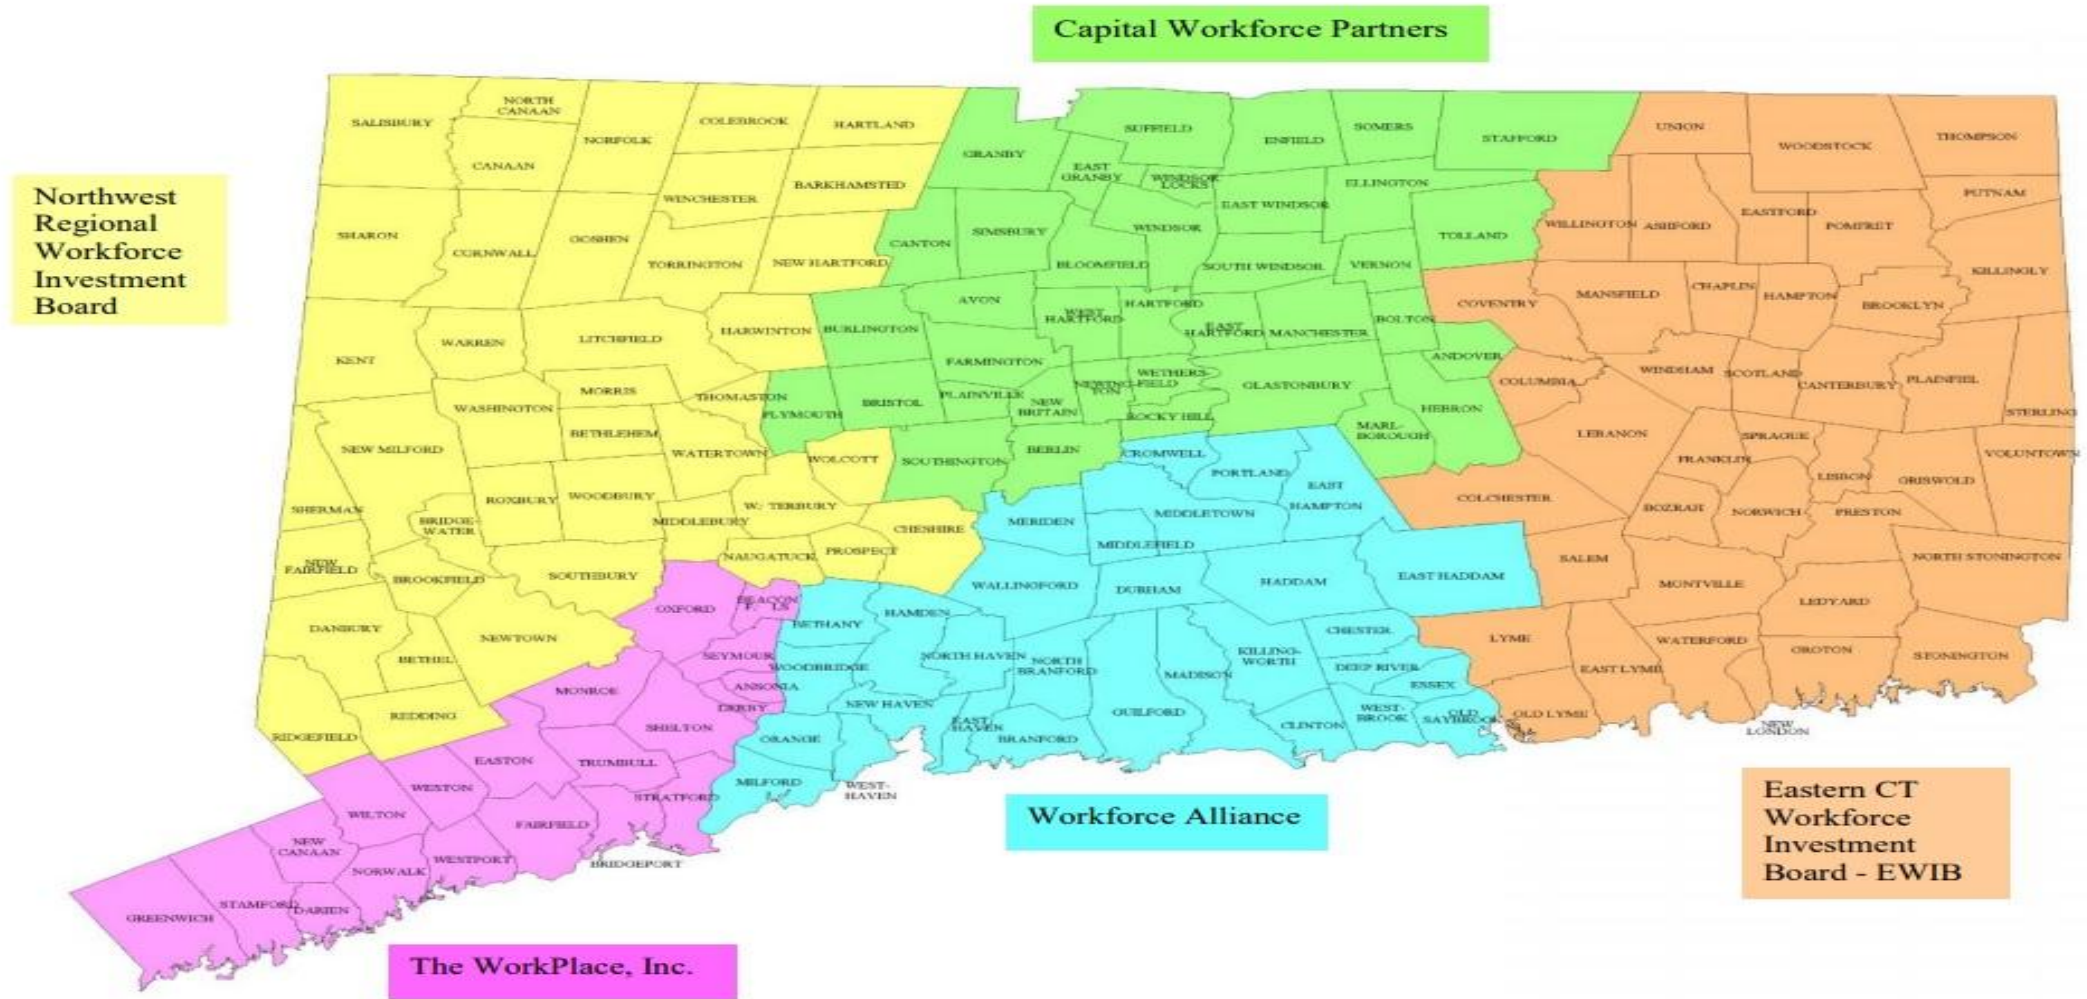 Capital Workforce Partners
Northwest
Regional
Workforce
Investment
Board
SALISBURY
NORTH
CANAAN
CANAAN
NORFOLK
COLEBROOK
HARTLAND
WINCHESTER
BARKHAMSTED
SHARON
CORNWALL
GOSHEN
TORRINGTON
NEW HARTFORD
KENT
WARREN
LITCHFIELD
HARWINTON
MORRIS
WASHINGTON
THOMASTON
BETHLEHEM
NEW MILFORD
WATERTOWN
WOLCOTT
ROXBURY
WOODBURY
SHERMAN
BRIDGE-
WATER
MIDDLEBURY
W. TERBURY
CHESHIRE
NAUGATUCK
PROSPECT
NEW
FAIRFIELD
BROOKFIELD
SOUTHBURY
DANBURY
BETHEL
NEWTOWN
REDDING
RIDGEFIELD
GRANBY
SUFFIELD
ENFIELD
SOMERS
STAFFORD
EAST
GRANBY
WINDSOR
LOCKS
ELLINGTON
EAST WINDSOR
CANTON
SIMSBURY
WINDSOR
TOLLAND
BLOOMFIELD
SOUTH WINDSOR
VERNON
AVON
WEST
HARTFORD
HARTFORD
EAST
HARTFORD
MANCHESTER
BOLTON
BURLINGTON
ANDOVER
FARMINGTON
PLYMOUTH
BRISTOL
PLAINVILLE
NEW
BRITAIN
NEWING-
TON
WETHERS-
FIELD
GLASTONBURY
ROCKY HILL
HEBRON
MARL-
BOROUGH
SOUTHINGTON
BERLIN
UNION
WOODSTOCK
THOMPSON
PUTNAM
WILLINGTON
ASHFORD
EASTFORD
POMFRET
KILLINGLY
COVENTRY
MANSFIELD
CHAPLIN
HAMPTON
BROOKLYN
COLUMBIA
WINDHAM
SCOTLAND
CANTERBURY
PLAINFIEL
STERLING
LEBANON
SPRAGUE
FRANKLIN
LISBON
GRISWOLD
VOLUNTOWN
COLCHESTER
BOZRAH
NORWICH
PRESTON
SALEM
MONTVILLE
NORTH STONINGTON
LEDYARD
LYME
EAST LYME
WATERFORD
GROTON
STONINGTON
OLD LYME
NEW
LONDON
CROMWELL
PORTLAND
EAST
HAMPTON
MERIDEN
MIDDLETOWN
MIDDLEFIELD
WALLINGFORD
DURHAM
HADDAM
EAST HADDAM
BETHANY
HAMDEN
CHESTER
WOODBRIDGE
NORTH HAVEN
NORTH
BRANFORD
MADISON
KILLING-
WORTH
DEEP RIVER
ESSEX
NEW HAVEN
GUILFORD
WEST-
BROOK
OLD
SAYBROOK
EAST
HAVEN
CLINTON
ORANGE
BRANFORD
MILFORD
WEST-
HAVEN
OXFORD
BEACON
F. LS
SEYMOUR
ANSONIA
DERBY
MONROE
SHELTON
EASTON
TRUMBULL
WESTON
STRATFORD
WILTON
FAIRFIELD
NEW
CANAAN
WESTPORT
BRIDGEPORT
NORWALK
GREENWICH
STAMFORD
DARIEN
Workforce Alliance
Eastern CT
Workforce
Investment
Board - EWIB
The WorkPlace, Inc.